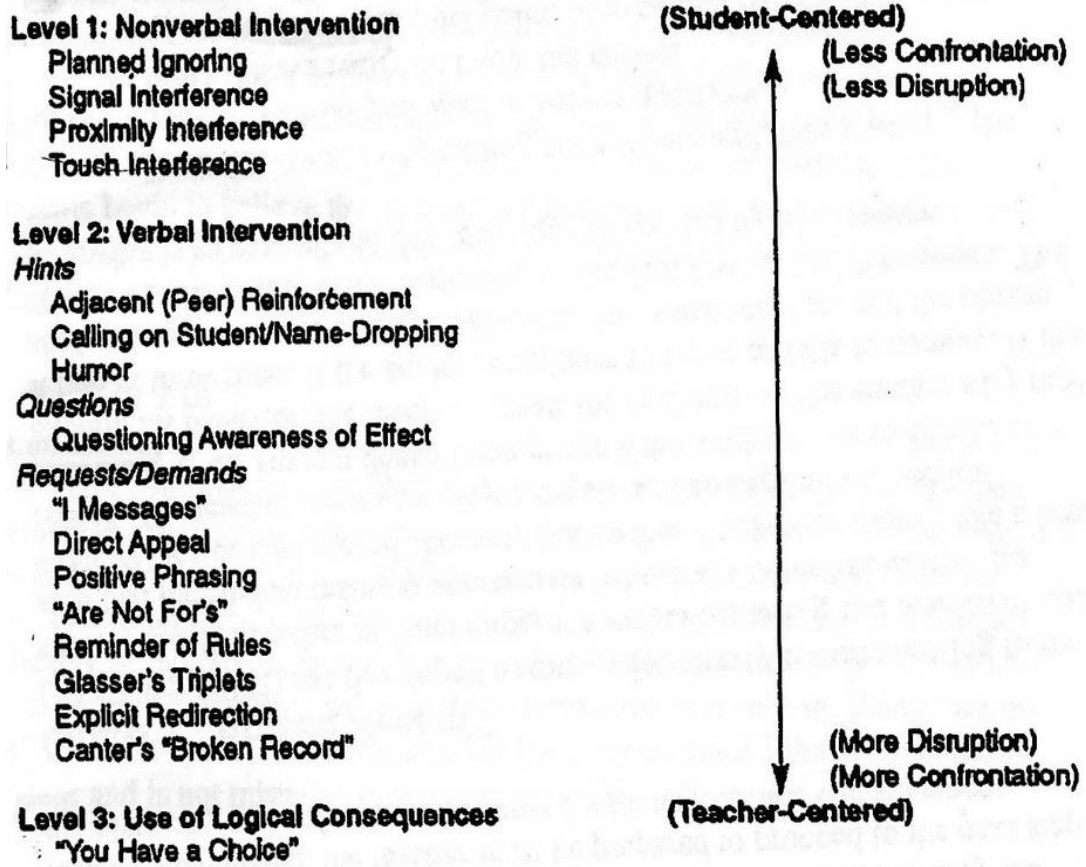 Level 1: Nonverbal Intervention
Planned Ignoring
Signal Interference
Proximity Interference
Touch Interference
Level 2: Verbal Intervention
Hints
Adjacent (Peer) Reinforcement
Calling on Student/Name-Dropping
Humor
Questions
Questioning Awareness of Effect
Requests/Demands
"I Messages"
Direct Appeal
Positive Phrasing
"Are Not For's"
Reminder of Rules
Glasser's Triplets
Explicit Redirection
Canter's "Broken Record"
Level 3: Use of Logical Consequences
"You Have a Choice"
(Student-Centered)
(Less Confrontation)
(Less Disruption)
(More Disruption)
(More Confrontation)
(Teacher-Centered)